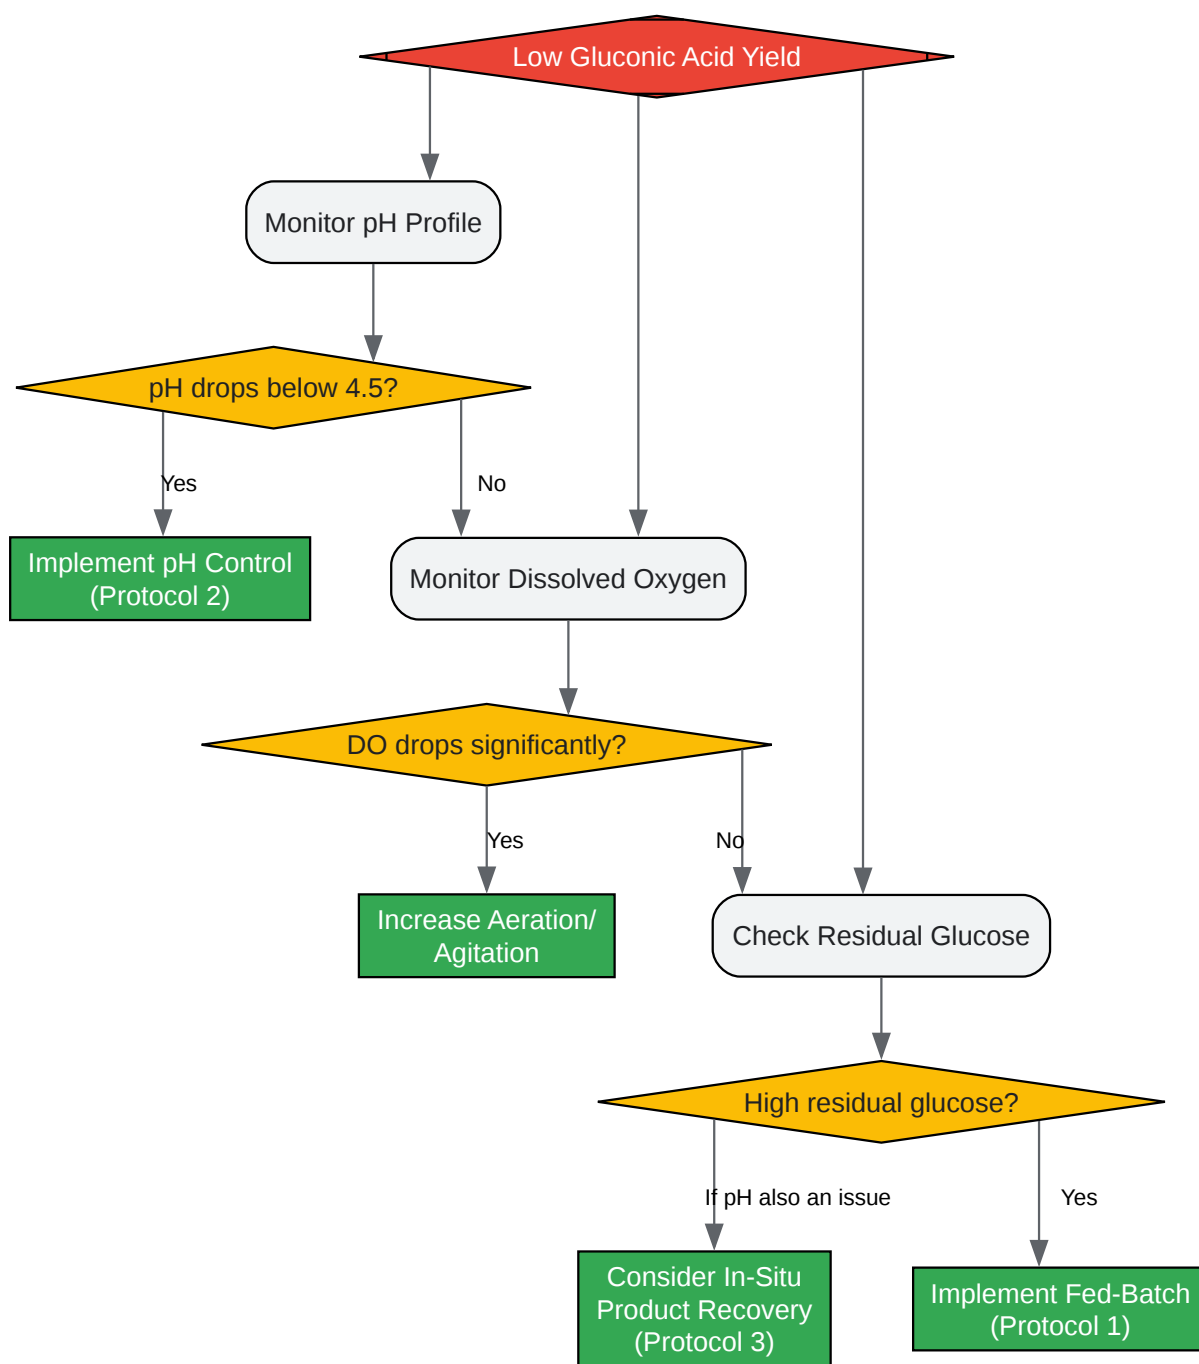 Low Gluconic Acid Yield
Monitor pH Profile
pH drops below 4.5?
Yes
No
Implement pH Control
(Protocol 2)
Monitor Dissolved Oxygen
DO drops significantly?
Yes
No
Increase Aeration/
Agitation
Check Residual Glucose
High residual glucose?
If pH also an issue
Yes
Consider In-Situ
Product Recovery
(Protocol 3)
Implement Fed-Batch
(Protocol 1)